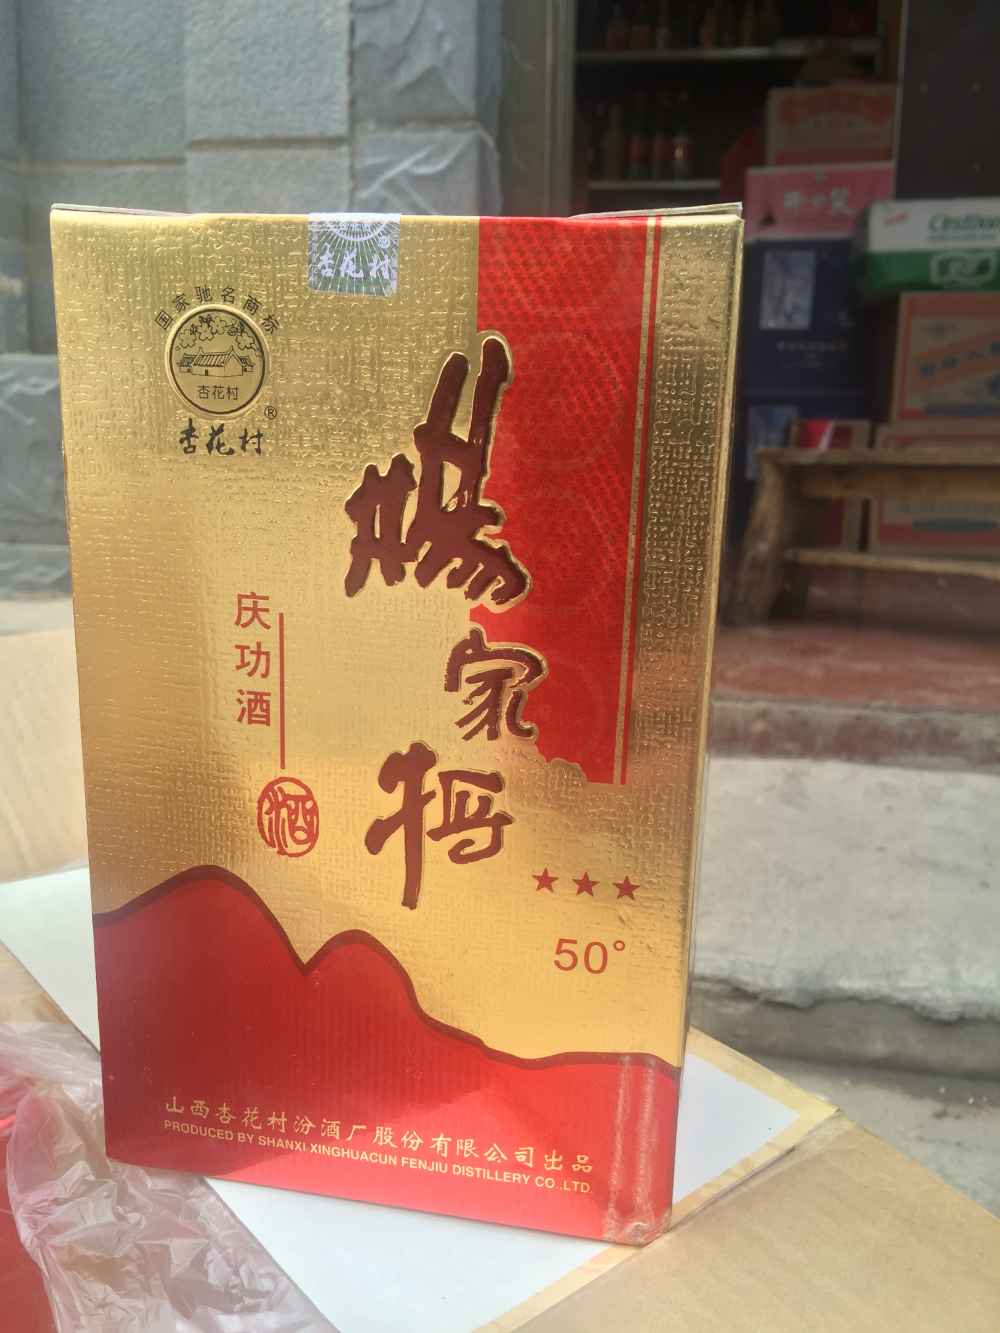 杏花村
国家驰名商标
杏花村
®
杏花村
楊家将
庆功酒
酒
★★★
50°
山西杏花村汾酒厂股份有限公司出品
PRODUCED BY SHANXI XINGHUACUN FENJIU DISTILLERY CO.,LTD.